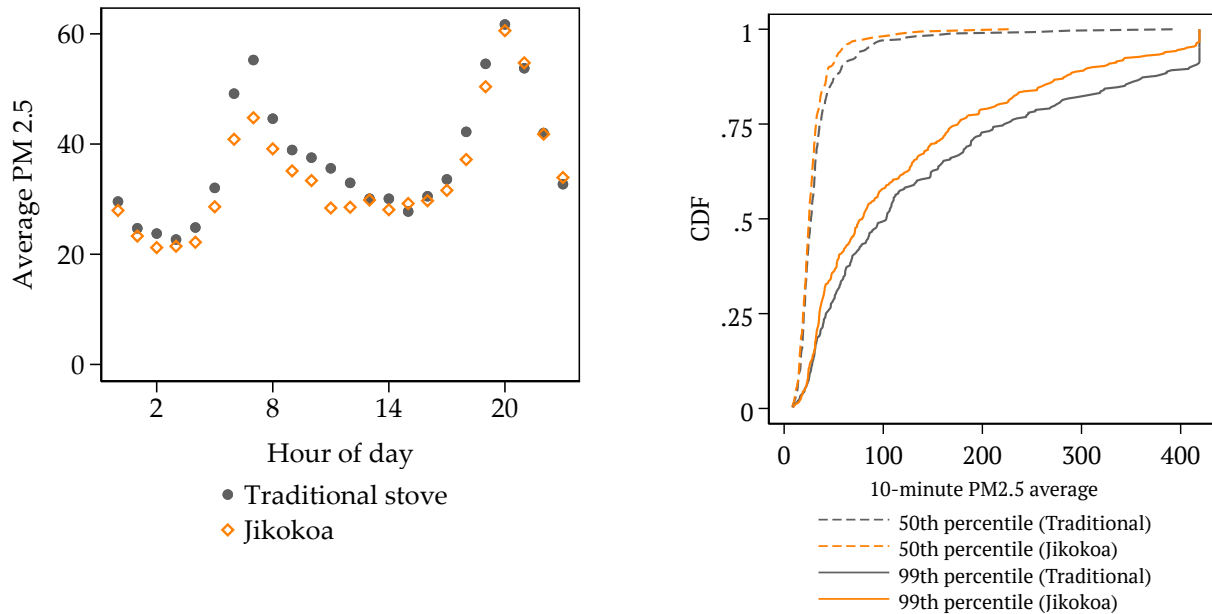 60
40
20
0
Average PM 2.5
2 8 14 20
Hour of day
Traditional stove
Jikokoa
1
.75
.5
.25
0
CDF
0 100 200 300 400
10-minute PM2.5 average
50th percentile (Traditional)
50th percentile (Jikokoa)
99th percentile (Traditional)
99th percentile (Jikokoa)